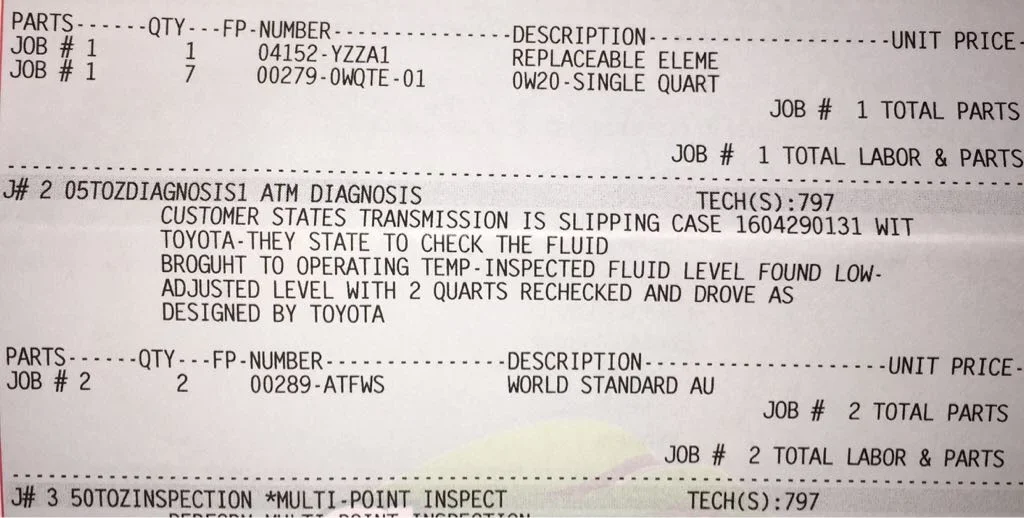 PARTS------QTY---FP-NUMBER---------------DESCRIPTION--------------------UNIT PRICE-
JOB # 1 1 04152-YZZA1 REPLACEABLE ELEME
JOB # 1 7 00279-0WQTE-01 0W20-SINGLE QUART
JOB # 1 TOTAL PARTS
JOB # 1 TOTAL LABOR & PARTS
J# 2 05TOZDIAGNOSIS1 ATM DIAGNOSIS TECH(S):797
CUSTOMER STATES TRANSMISSION IS SLIPPING CASE 1604290131 WIT
TOYOTA-THEY STATE TO CHECK THE FLUID
BROGUHT TO OPERATING TEMP-INSPECTED FLUID LEVEL FOUND LOW-
ADJUSTED LEVEL WITH 2 QUARTS RECHECKED AND DROVE AS
DESIGNED BY TOYOTA
PARTS------QTY---FP-NUMBER---------------DESCRIPTION--------------------UNIT PRICE-
JOB # 2 2 00289-ATFWS WORLD STANDARD AU
JOB # 2 TOTAL PARTS
JOB # 2 TOTAL LABOR & PARTS
J# 3 50TOZINSPECTION *MULTI-POINT INSPECT TECH(S):797
PERFORM MULTI POINT INSPECTION